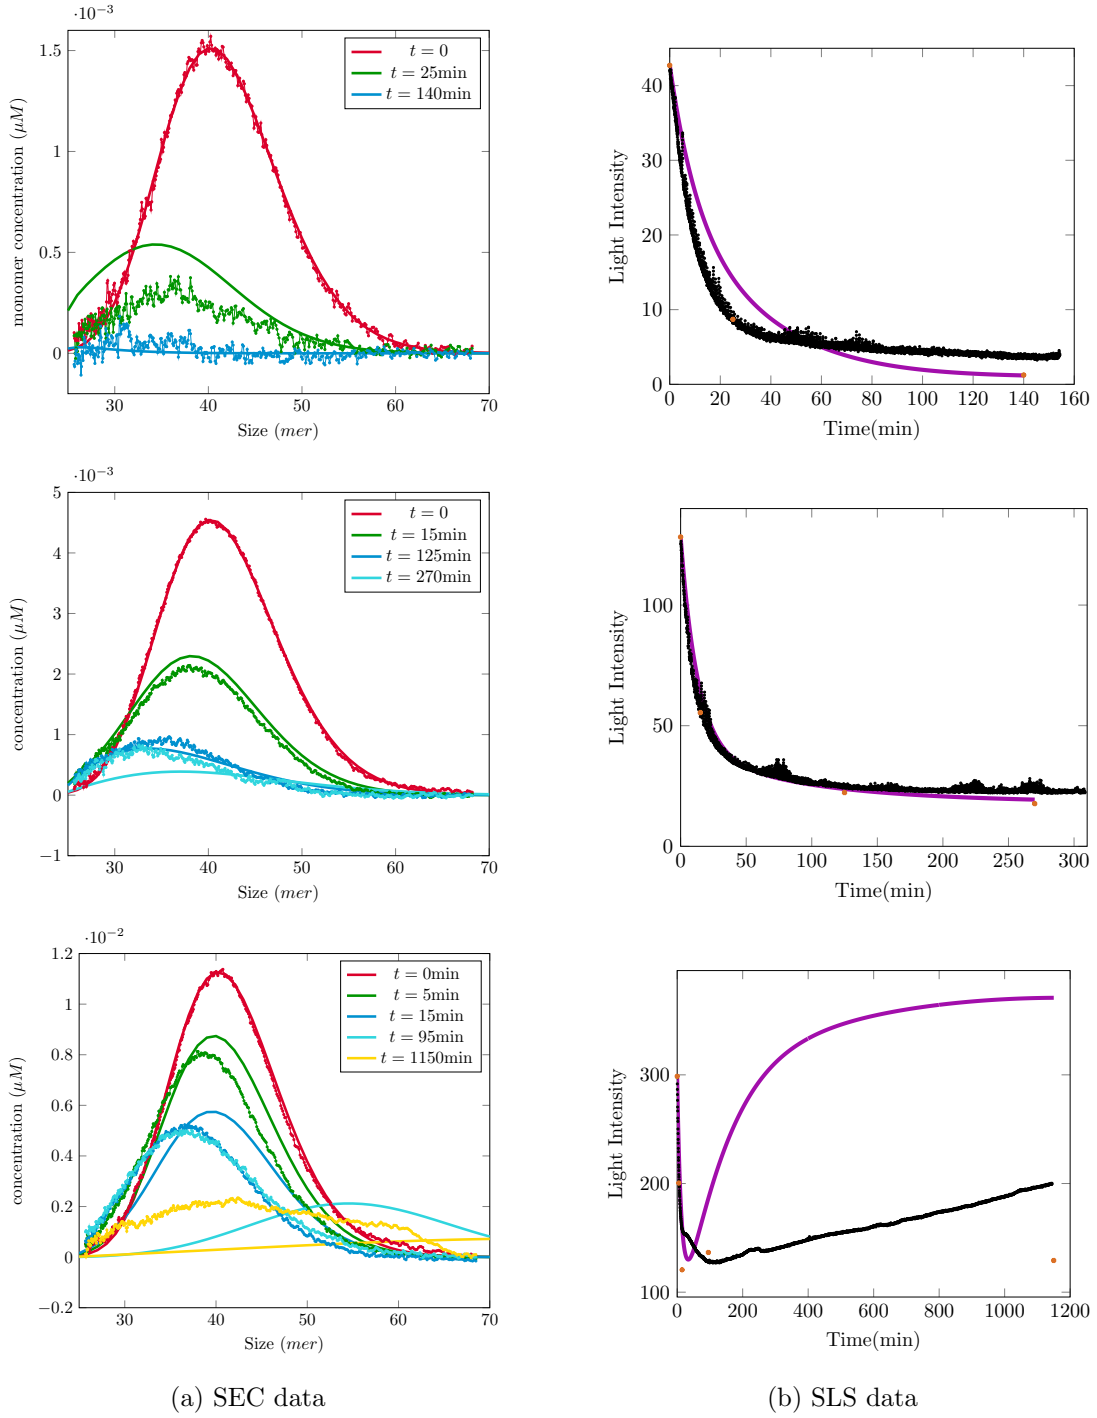 ·10⁻³
monomer concentration (μM)
1.5
0.5
0
t = 0
t = 25min
t = 140min
30 40 50 60 70
Size (mer)
Light Intensity
40
30
20
10
0
0 20 40 60 80 100 120 140 160
Time(min)
·10⁻³
concentration (μM)
5
4
3
2
1
0
−1
t = 0
t = 15min
t = 125min
t = 270min
30 40 50 60 70
Size (mer)
Light Intensity
100
50
0
0 50 100 150 200 250 300
Time(min)
·10⁻²
concentration (μM)
1.2
1
0.8
0.6
0.4
0.2
0
−0.2
t = 0min
t = 5min
t = 15min
t = 95min
t = 1150min
30 40 50 60 70
Size (mer)
Light Intensity
300
200
100
0 200 400 600 800 1000 1200
Time(min)
(a) SEC data
(b) SLS data